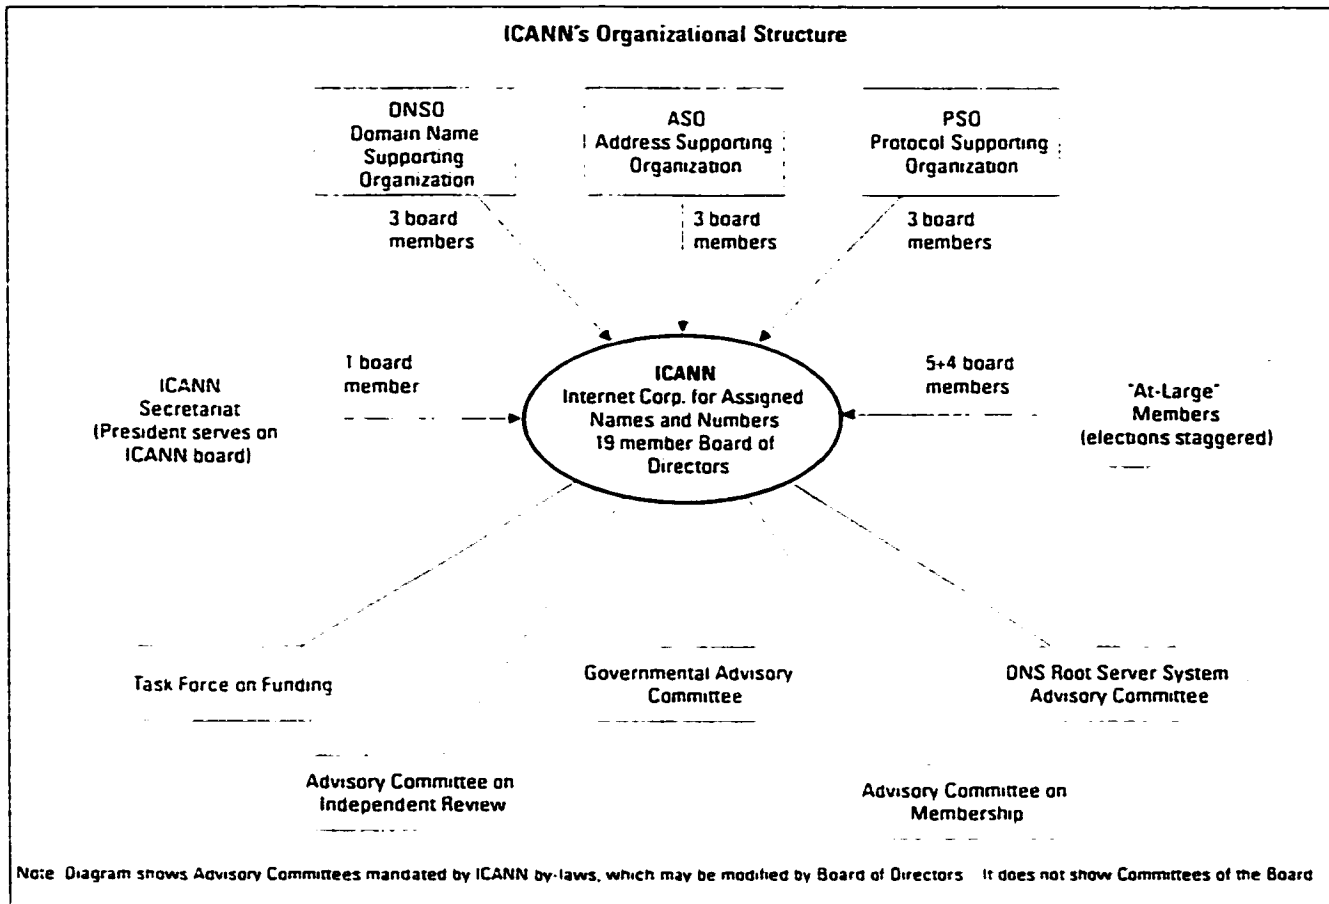 ICANN's Organizational Structure
DNSO
Domain Name
Supporting
Organization
ASO
Address Supporting
Organization
PSO
Protocol Supporting
Organization
3 board
members
3 board
members
3 board
members
1 board
member
5+4 board
members
ICANN
Secretariat
(President serves on
ICANN board)
ICANN
Internet Corp. for Assigned
Names and Numbers
19 member Board of
Directors
"At-Large"
Members
(elections staggered)
Task Force on Funding
Governmental Advisory
Committee
DNS Root Server System
Advisory Committee
Advisory Committee on
Independent Review
Advisory Committee on
Membership
Note Diagram shows Advisory Committees mandated by ICANN by-laws, which may be modified by Board of Directors It does not show Committees of the Board